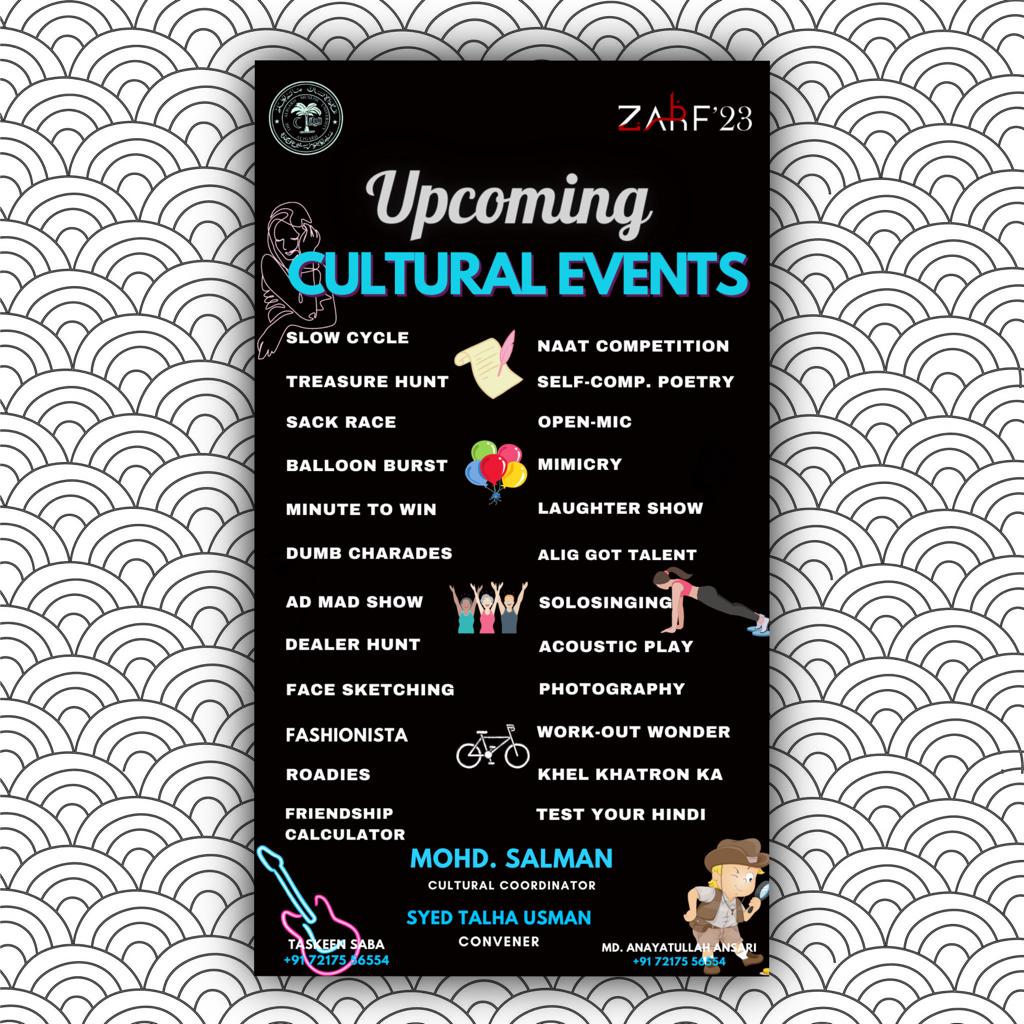 ZARF'23
Upcoming
CULTURAL EVENTS
SLOW CYCLE
TREASURE HUNT
SACK RACE
BALLOON BURST
MINUTE TO WIN
DUMB CHARADES
AD MAD SHOW
DEALER HUNT
FACE SKETCHING
FASHIONISTA
ROADIES
FRIENDSHIP
CALCULATOR
NAAT COMPETITION
SELF-COMP. POETRY
OPEN-MIC
MIMICRY
LAUGHTER SHOW
ALIG GOT TALENT
SOLOSINGING
ACOUSTIC PLAY
PHOTOGRAPHY
WORK-OUT WONDER
KHEL KHATRON KA
TEST YOUR HINDI
MOHD. SALMAN
CULTURAL COORDINATOR
SYED TALHA USMAN
CONVENER
TASKEEN SABA
+91 72175 56554
MD. ANAYATULLAH ANSARI
+91 72175 56554